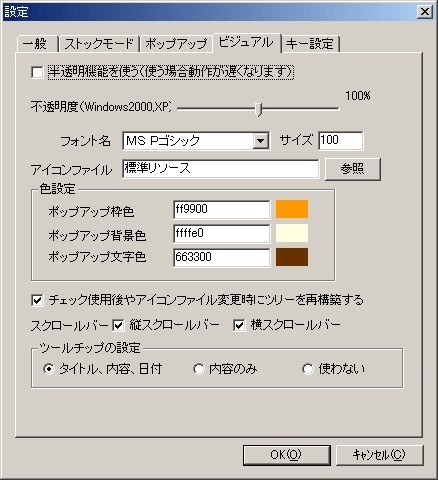 設定
一般 ストックモード ポップアップ ビジュアル キー設定
半透明機能を使う(使う場合動作が遅くなります)
不透明度(Windows2000,XP) 100%
フォント名 ＭＳ Ｐゴシック サイズ 100
アイコンファイル 標準リソース 参照
色設定
ポップアップ枠色 ff9900
ポップアップ背景色 ffffe0
ポップアップ文字色 663300
チェック使用後やアイコンファイル変更時にツリーを再構築する
スクロールバー 縦スクロールバー 横スクロールバー
ツールチップの設定
タイトル、内容、日付 内容のみ 使わない
OK(O) キャンセル(C)